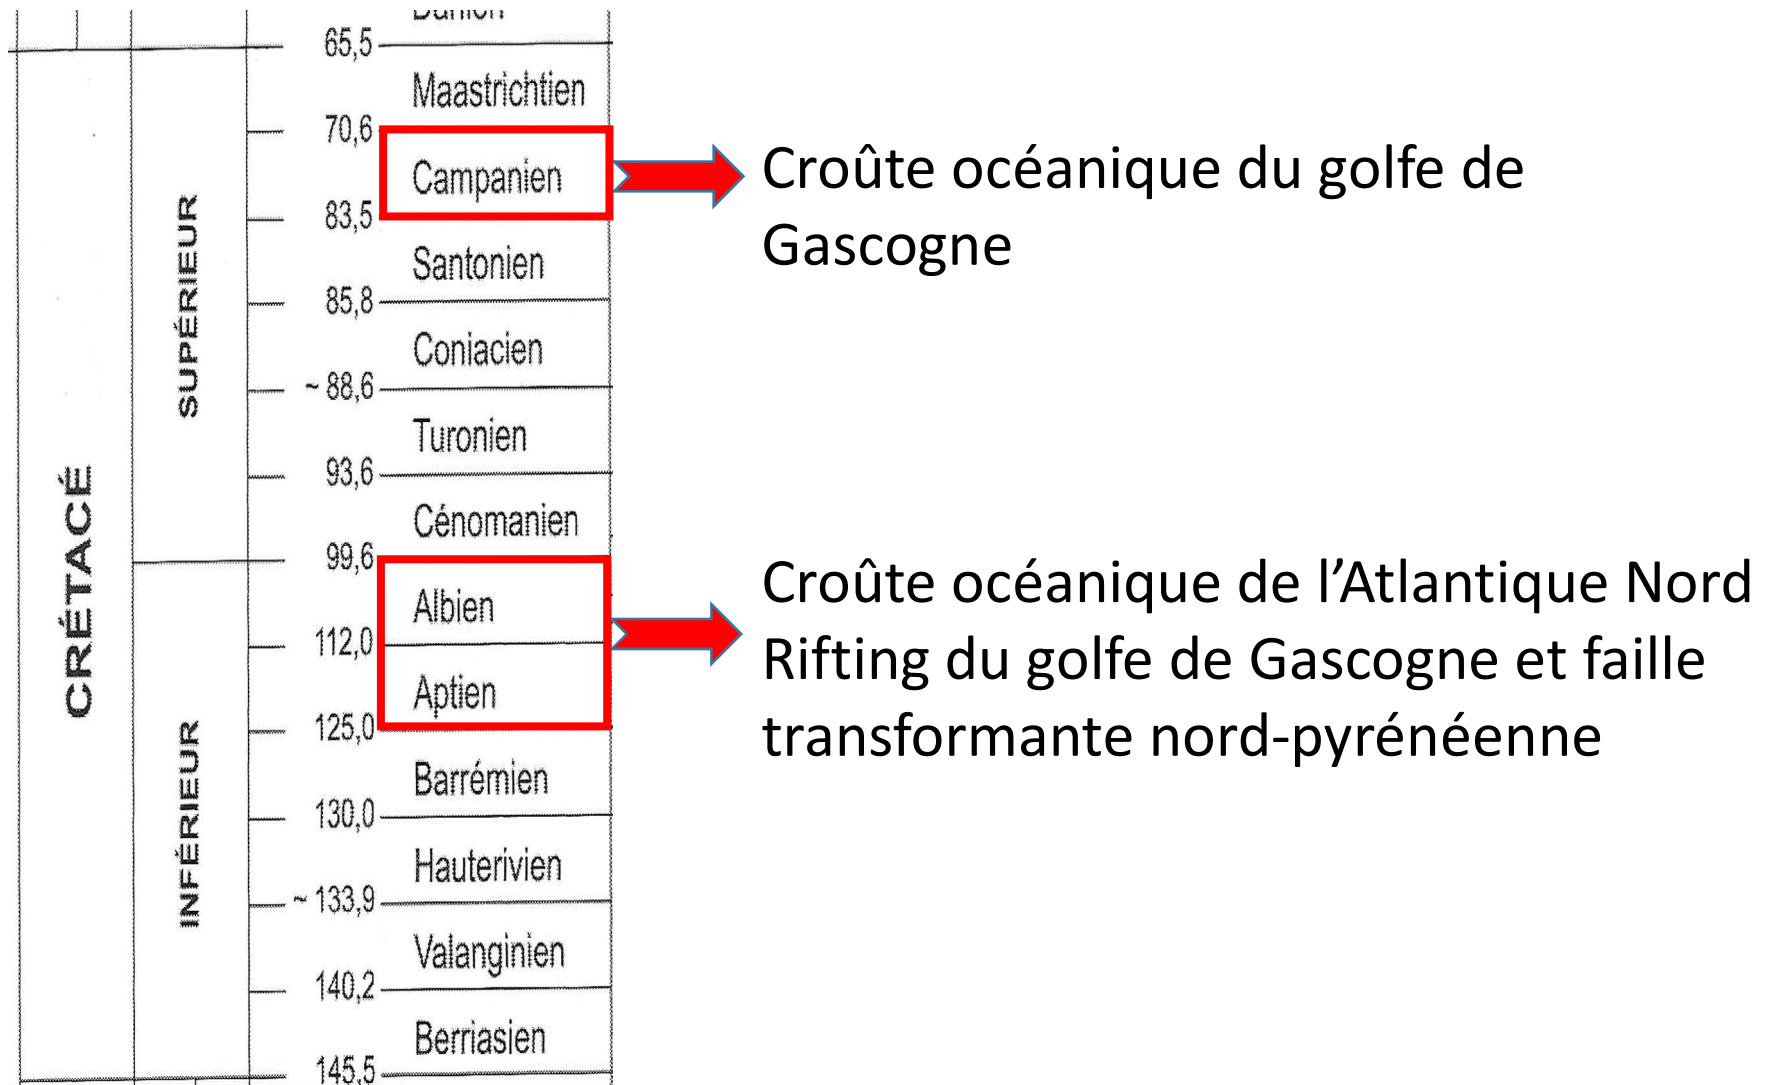 65,5
Maastrichtien
70,6
Campanien
83,5
Santonien
85,8
Coniacien
~ 88,6
Turonien
93,6
Cénomanien
99,6
Albien
112,0
Aptien
125,0
Barrémien
130,0
Hauterivien
~ 133,9
Valanginien
140,2
Berriasien
145,5
CRÉTACÉ
SUPÉRIEUR
INFÉRIEUR
Croûte océanique du golfe de
Gascogne
Croûte océanique de l’Atlantique Nord
Rifting du golfe de Gascogne et faille
transformante nord-pyrénéenne